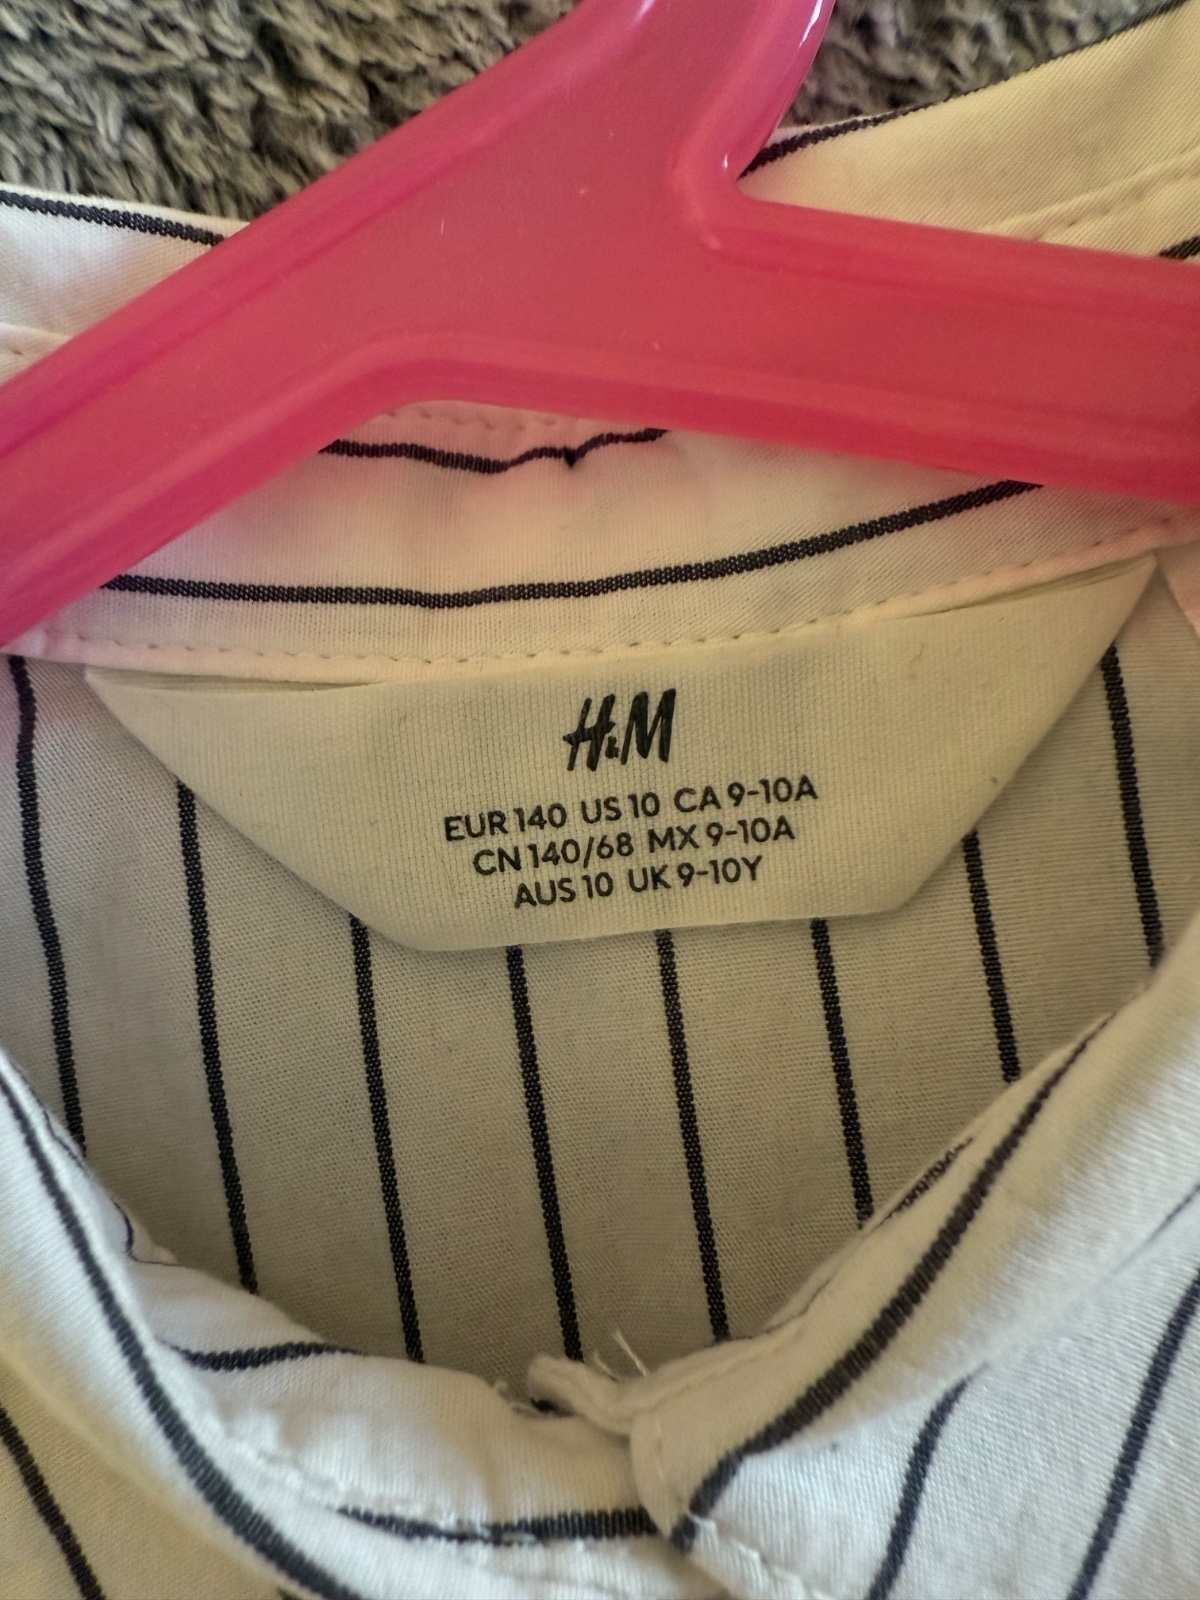 H&M
EUR 140 US 10 CA 9-10A
CN 140/68 MX 9-10A
AUS 10 UK 9-10Y